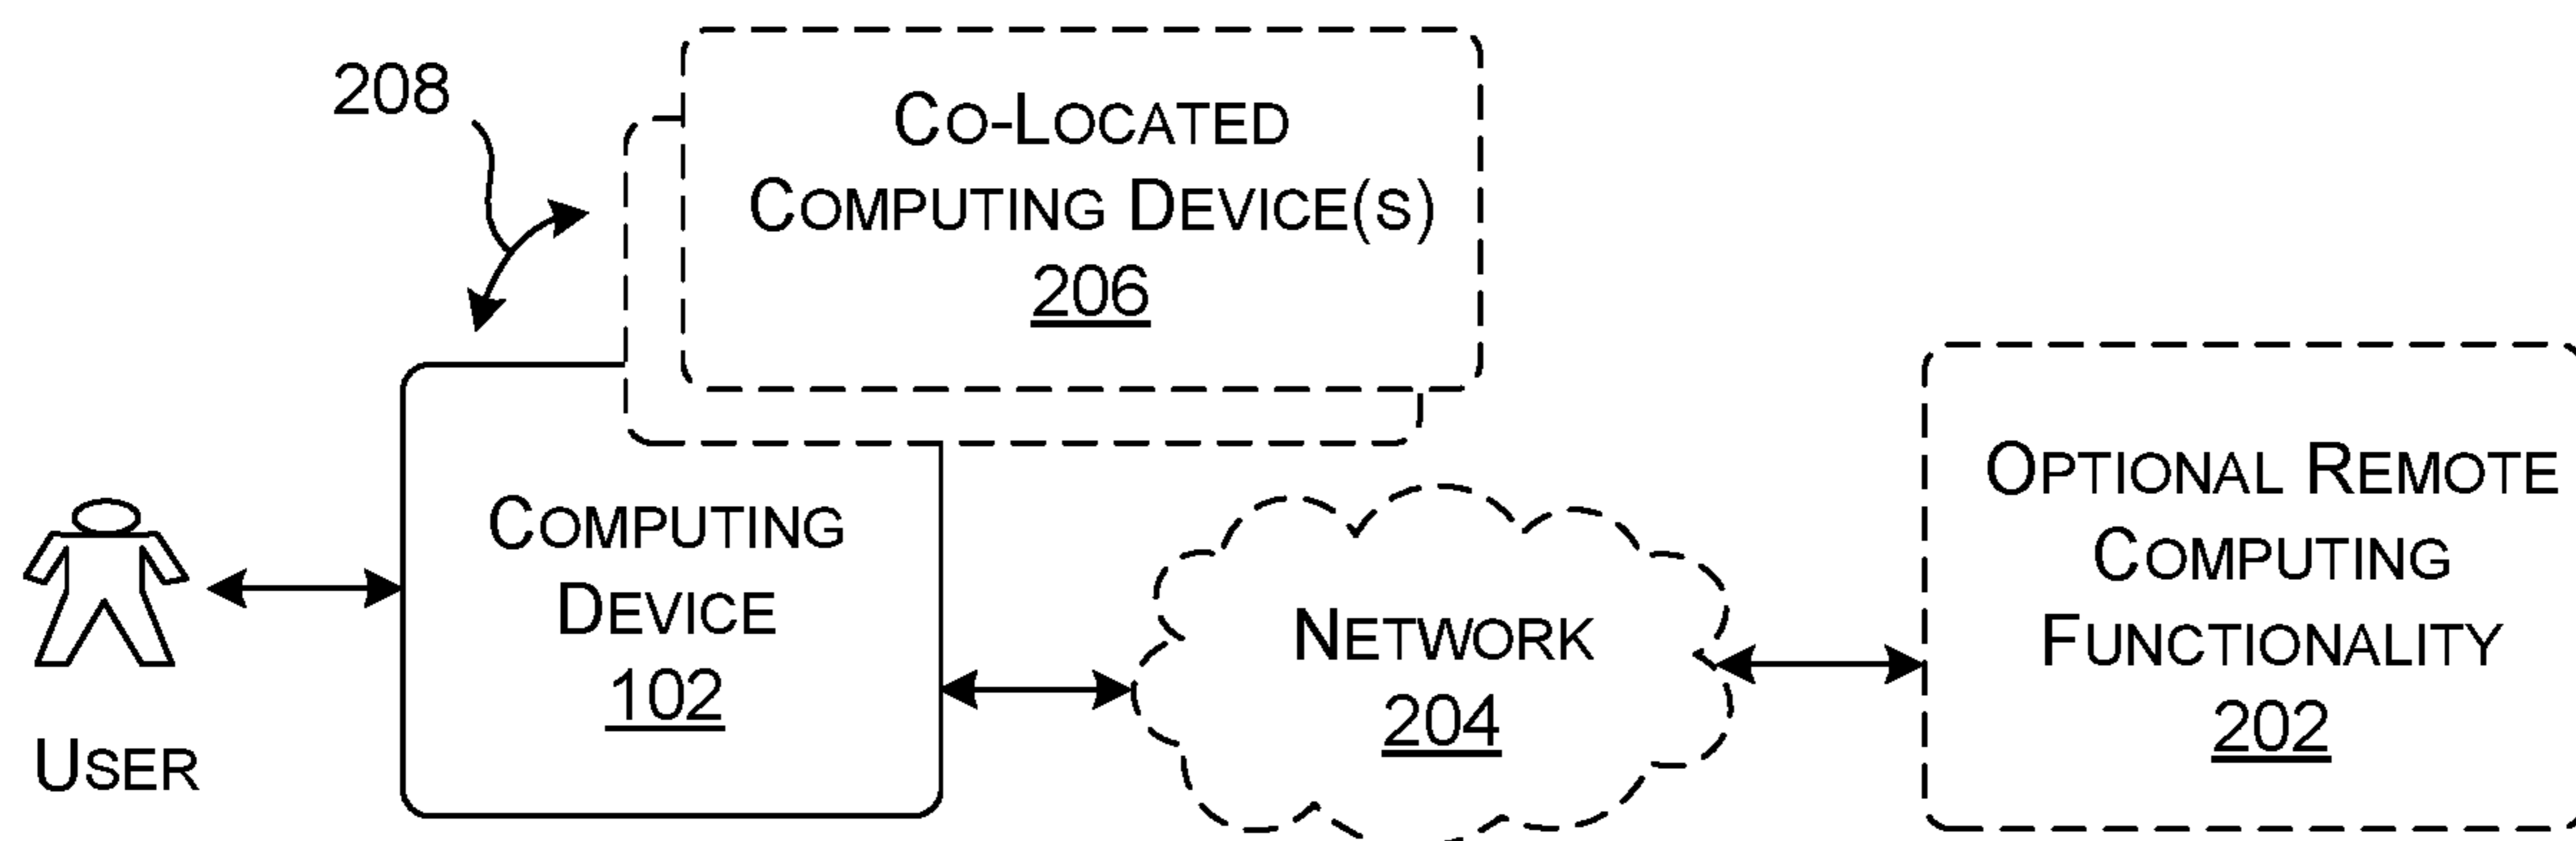 208
CO-LOCATED
COMPUTING DEVICE(S)
206
COMPUTING
DEVICE
102
USER
NETWORK
204
OPTIONAL REMOTE
COMPUTING
FUNCTIONALITY
202